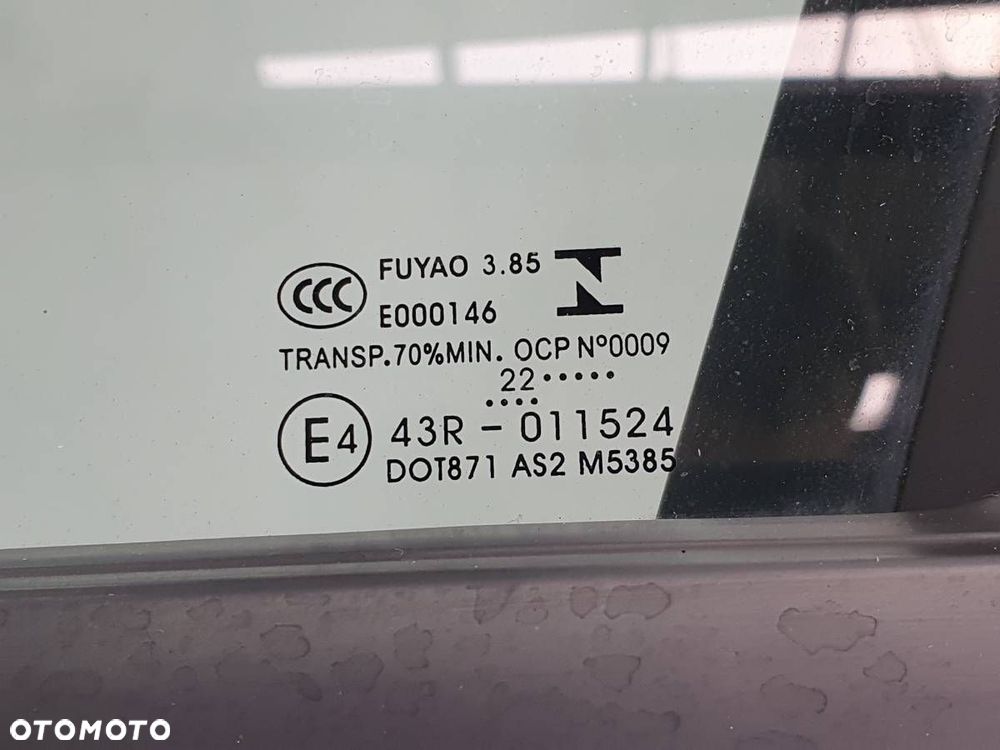 CCC
FUYAO 3.85
E000146
TRANSP.70%MIN. OCP N°0009
22.....
....
E4
43R - 011524
DOT871 AS2 M5385
OTOMOTO